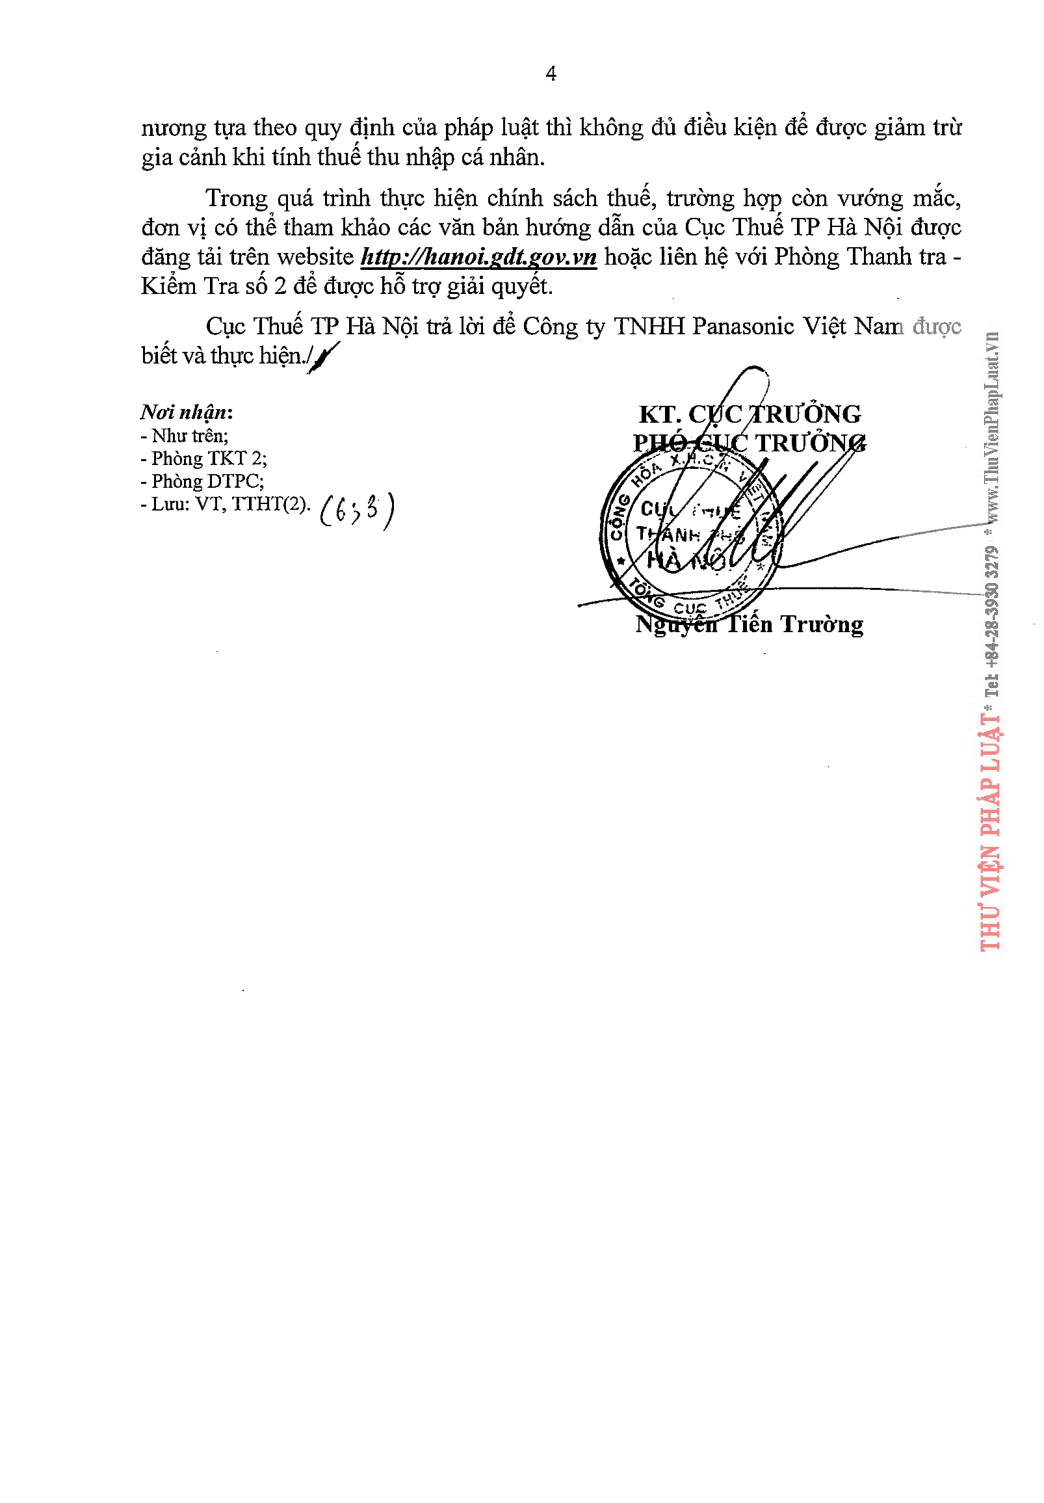 4
nương tựa theo quy định của pháp luật thì không đủ điều kiện để được giảm trừ
gia cảnh khi tính thuế thu nhập cá nhân.
Trong quá trình thực hiện chính sách thuế, trường hợp còn vướng mắc,
đơn vị có thể tham khảo các văn bản hướng dẫn của Cục Thuế TP Hà Nội được
đăng tải trên website http://hanoi.gdt.gov.vn hoặc liên hệ với Phòng Thanh tra -
Kiểm Tra số 2 để được hỗ trợ giải quyết.
Cục Thuế TP Hà Nội trả lời để Công ty TNHH Panasonic Việt Nam được
biết và thực hiện./.
Nơi nhận:
- Như trên;
- Phòng TKT 2;
- Phòng DTPC;
- Lưu: VT, TTHT(2). (6;3)
KT. CỤC TRƯỞNG
PHÓ CỤC TRƯỞNG
CỘNG HÒA X.H.C.N VIỆT NAM
CỤC THUẾ
THÀNH PHỐ
HÀ NỘI
TỔNG CỤC THUẾ
Nguyễn Tiến Trường
THƯ VIỆN PHÁP LUẬT * Tel: +84-28-3930 3279 * www.ThuVienPhapLuat.vn